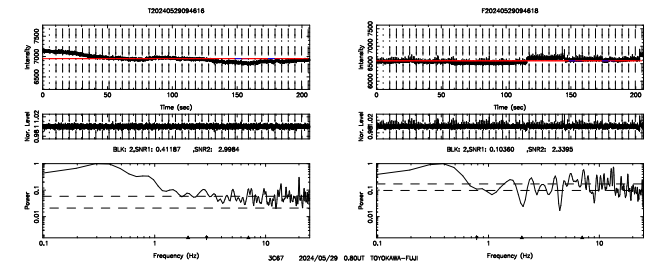 T20240529094616
F20240529094618
Intensity
7500
7000
6500
0
50
100
150
200
Time (sec)
Intensity
7500
7000
6500
6000
0
50
100
150
200
Time (sec)
Nor. Level
0.98
1.02
Nor. Level
0.98
1.02
BLK: 2,SNR1: 0.41187 ,SNR2: 2.9984
BLK: 2,SNR1: 0.10360 ,SNR2: 2.3395
Power
1
0.1
0.01
0.1
1
10
Frequency (Hz)
Power
1
0.1
0.01
0.1
1
10
Frequency (Hz)
3C67 2024/05/29 0.80UT TOYOKAWA-FUJI